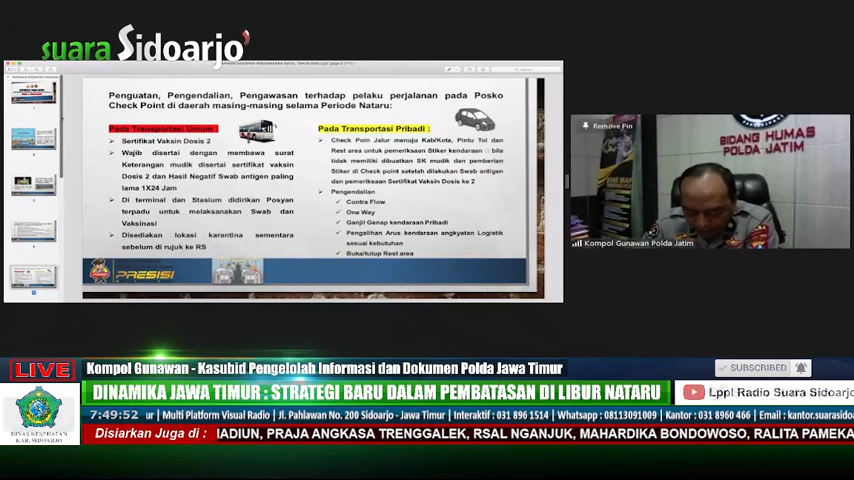 suara Sidoarjo
Penguatan, Pengendalian, Pengawasan terhadap pelaku perjalanan pada Posko
Check Point di daerah masing-masing selama Periode Nataru:
Pada Transportasi Umum :
Sertifikat Vaksin Dosis 2
Wajib disertai dengan membawa surat
Keterangan mudik disertai sertifikat vaksin
Dosis 2 dan Hasil Negatif Swab antigen paling
lama 1X24 Jam
Di terminal dan Stasium didirikan Posyan
terpadu untuk melaksanakan Swab dan
Vaksinasi
Disediakan lokasi karantina sementara
sebelum di rujuk ke RS
Pada Transportasi Pribadi :
Check Poin Jalur menuju Kab/Kota, Pintu Tol dan
Rest area untuk pemeriksaan Stiker kendaraan bila
tidak memiliki dibuatkan SK mudik dan pemberian
Stiker di Check point setelah dilakukan Swab antigen
dan pemeriksaan Sertifikat Vaksin Dosis ke 2
Pengendalian
Contra Flow
One Way
Ganjil Genap kendaraan Pribadi
Pengalihan Arus kendaraan angkyatan Logistik
sesuai kebutuhan
Buka/tutup Rest area
PRESISI
Remove Pin
BIDANG HUMAS
POLDA JATIM
Kompol Gunawan Polda Jatim
LIVE
Kompol Gunawan - Kasubid Pengelolah Informasi dan Dokumen Polda Jawa Timur
SUBSCRIBED
DINAMIKA JAWA TIMUR : STRATEGI BARU DALAM PEMBATASAN DI LIBUR NATARU
Lppl Radio Suara Sidoarjo
7:49:52
ur | Multi Platform Visual Radio | Jl. Pahlawan No. 200 Sidoarjo - Jawa Timur | Interaktif : 031 896 1514 | Whatsapp : 08113091009 | Kantor : 031 8960 466 | Email : kantor.suarasido
DINAS KESEHATAN
KAB. SIDOARJO
Disiarkan Juga di :
MADIUN, PRAJA ANGKASA TRENGGALEK, RSAL NGANJUK, MAHARDIKA BONDOWOSO, RALITA PAMEKA